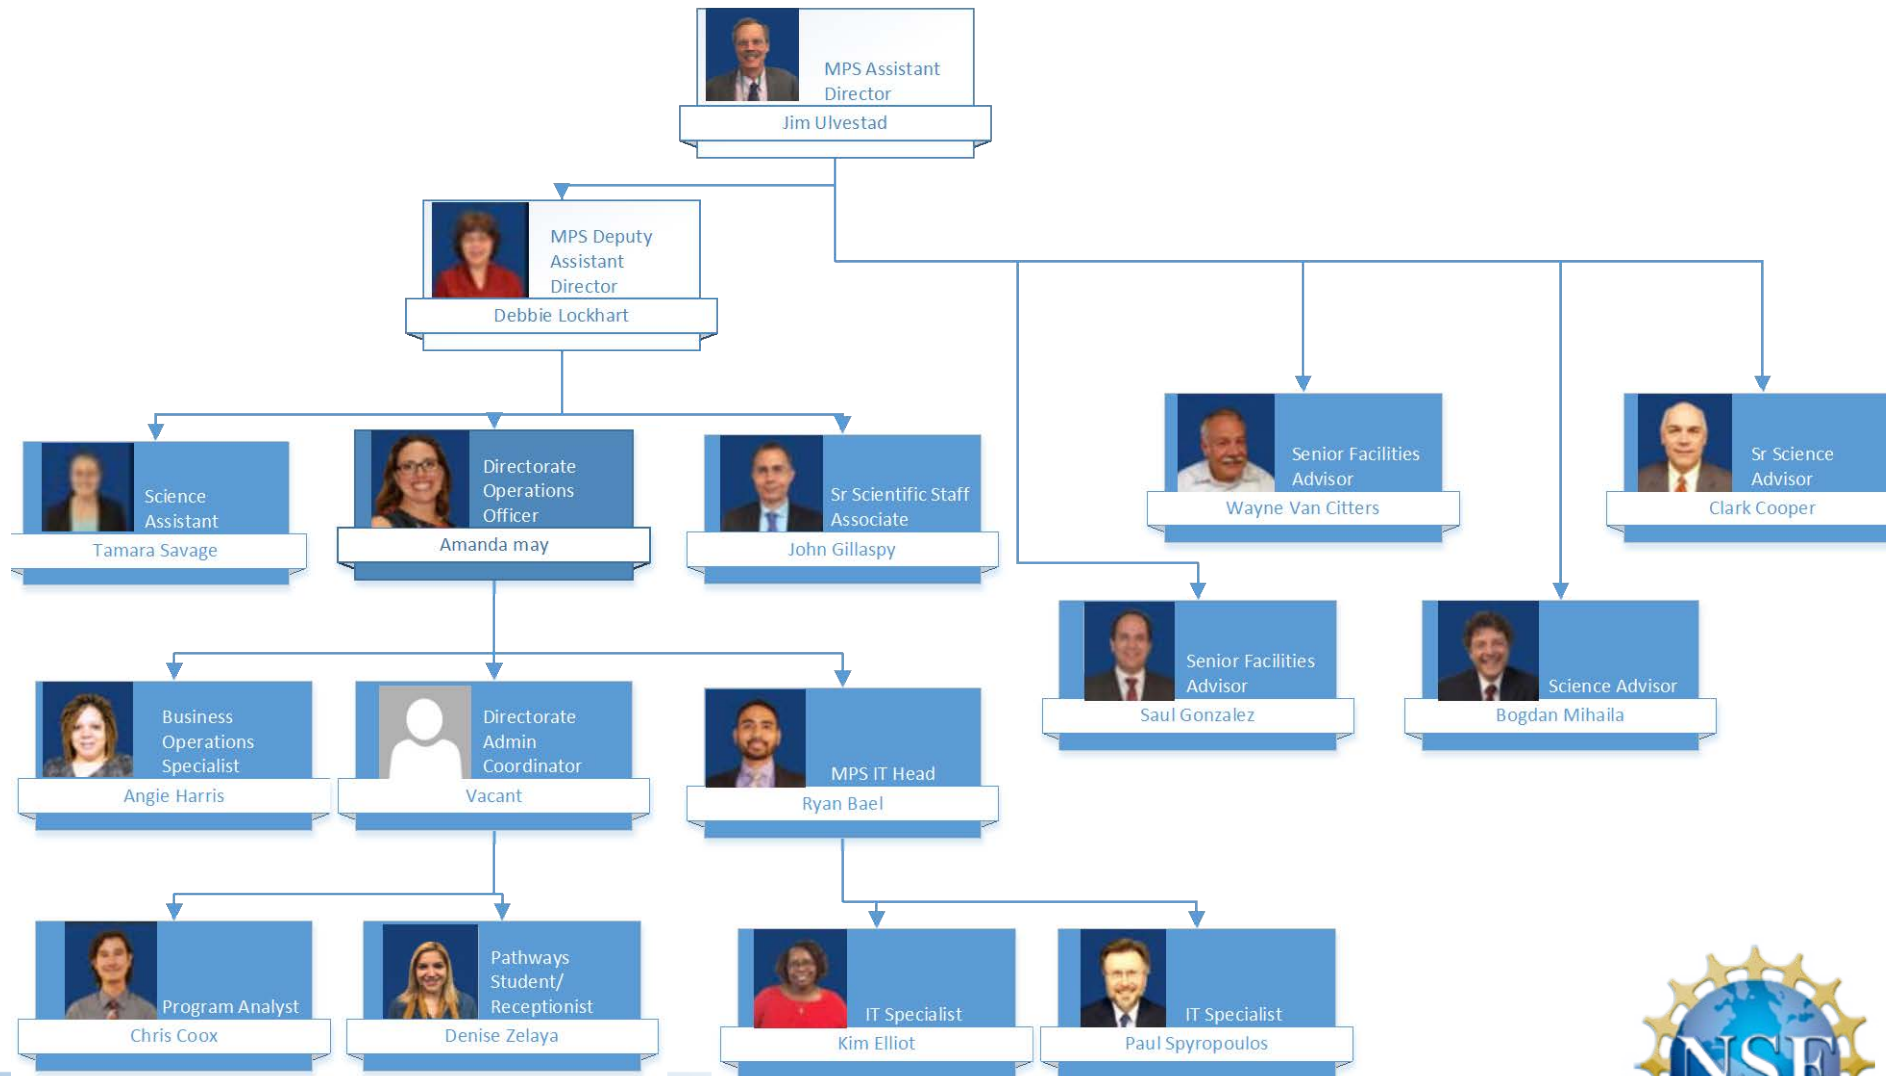 MPS Assistant
Director
Jim Ulvestad
MPS Deputy
Assistant
Director
Debbie Lockhart
Science
Assistant
Tamara Savage
Directorate
Operations
Officer
Amanda may
Sr Scientific Staff
Associate
John Gillaspy
Senior Facilities
Advisor
Wayne Van Citters
Sr Science
Advisor
Clark Cooper
Senior Facilities
Advisor
Saul Gonzalez
Science Advisor
Bogdan Mihaila
Business
Operations
Specialist
Angie Harris
Directorate
Admin
Coordinator
Vacant
MPS IT Head
Ryan Bael
Program Analyst
Chris Coox
Pathways
Student/
Receptionist
Denise Zelaya
IT Specialist
Kim Elliot
IT Specialist
Paul Spyropoulos
NSF